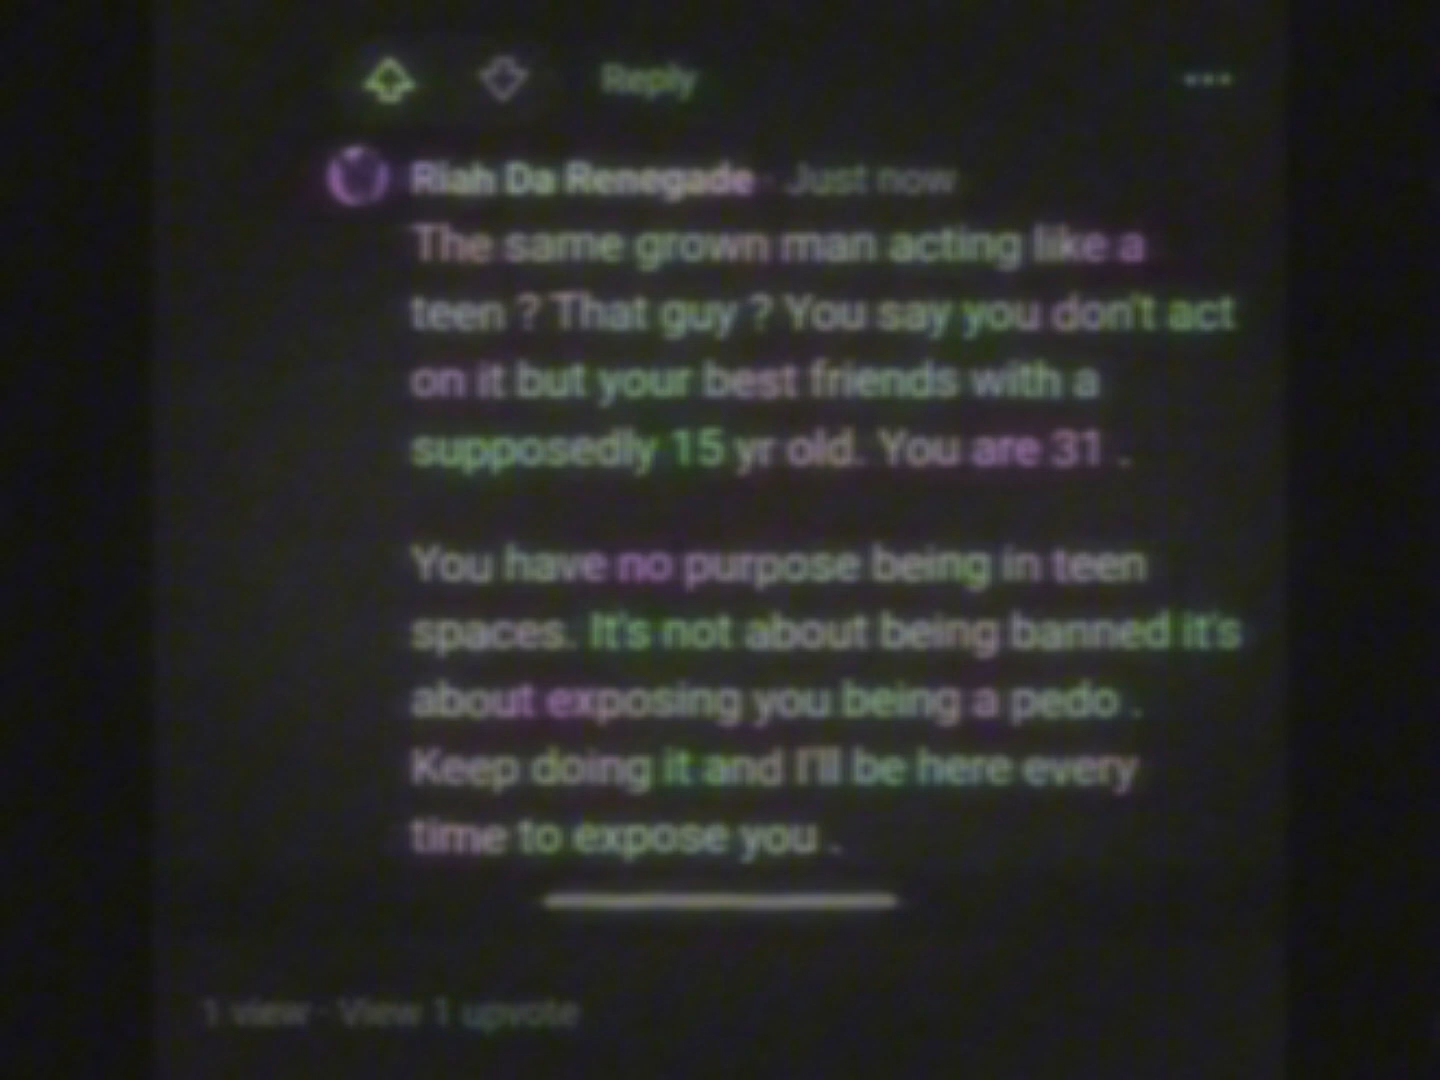 Reply ...
Riah Da Renegade · Just now
The same grown man acting like a
teen ? That guy ? You say you don't act
on it but your best friends with a
supposedly 15 yr old. You are 31 .
You have no purpose being in teen
spaces. It's not about being banned it's
about exposing you being a pedo .
Keep doing it and I'll be here every
time to expose you .
1 view · View 1 upvote